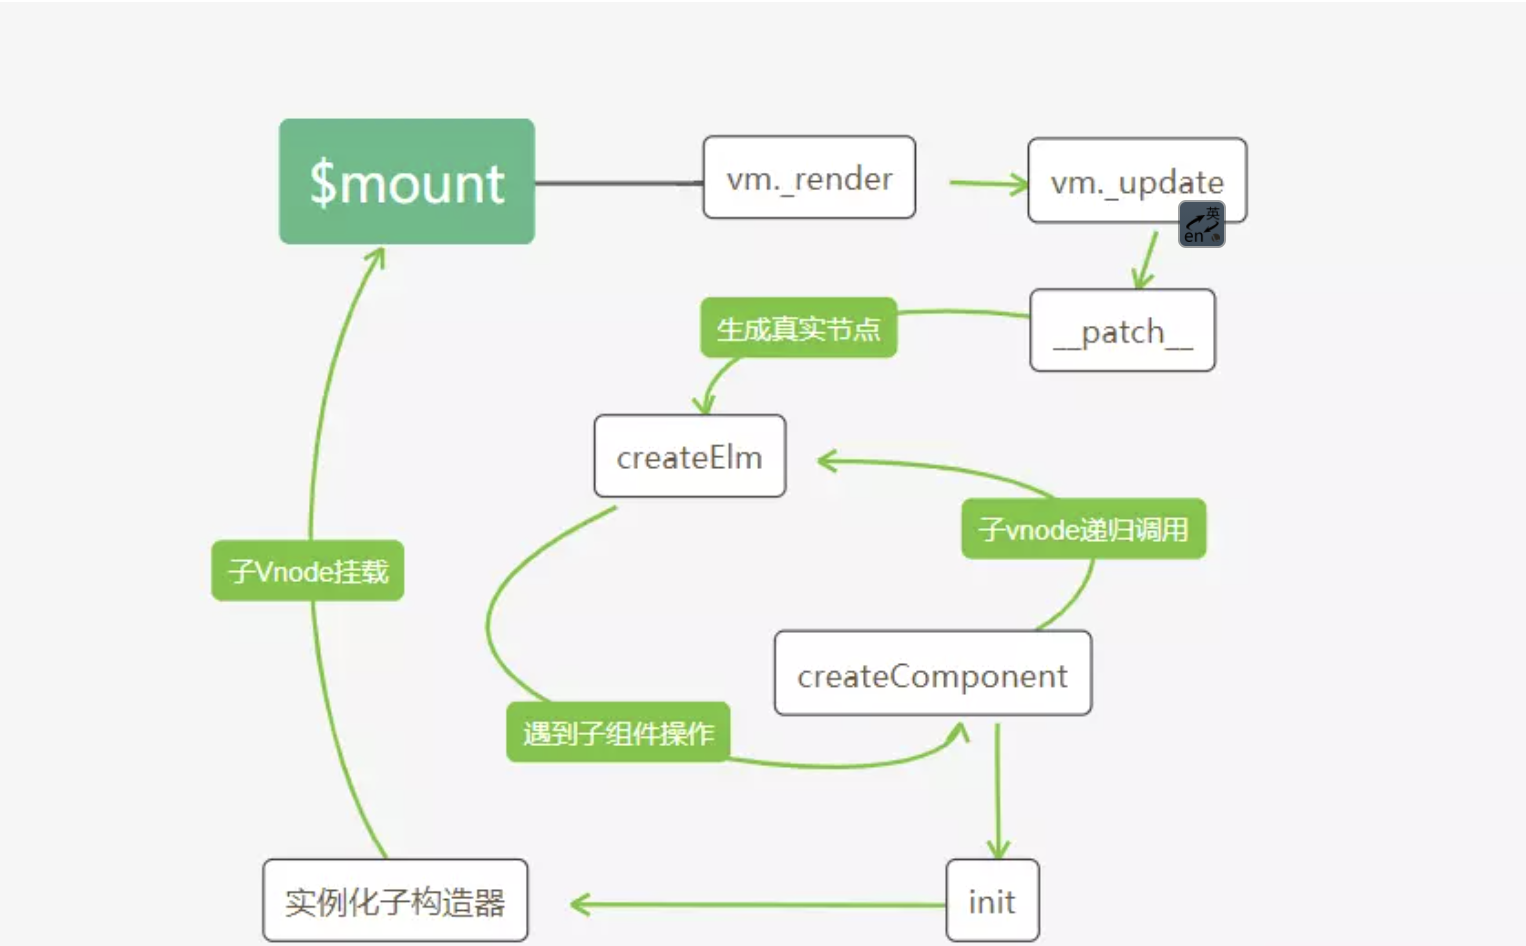 $mount
vm._render
vm._update
英
en
生成真实节点
__patch__
createElm
子vnode递归调用
子Vnode挂载
createComponent
遇到子组件操作
实例化子构造器
init